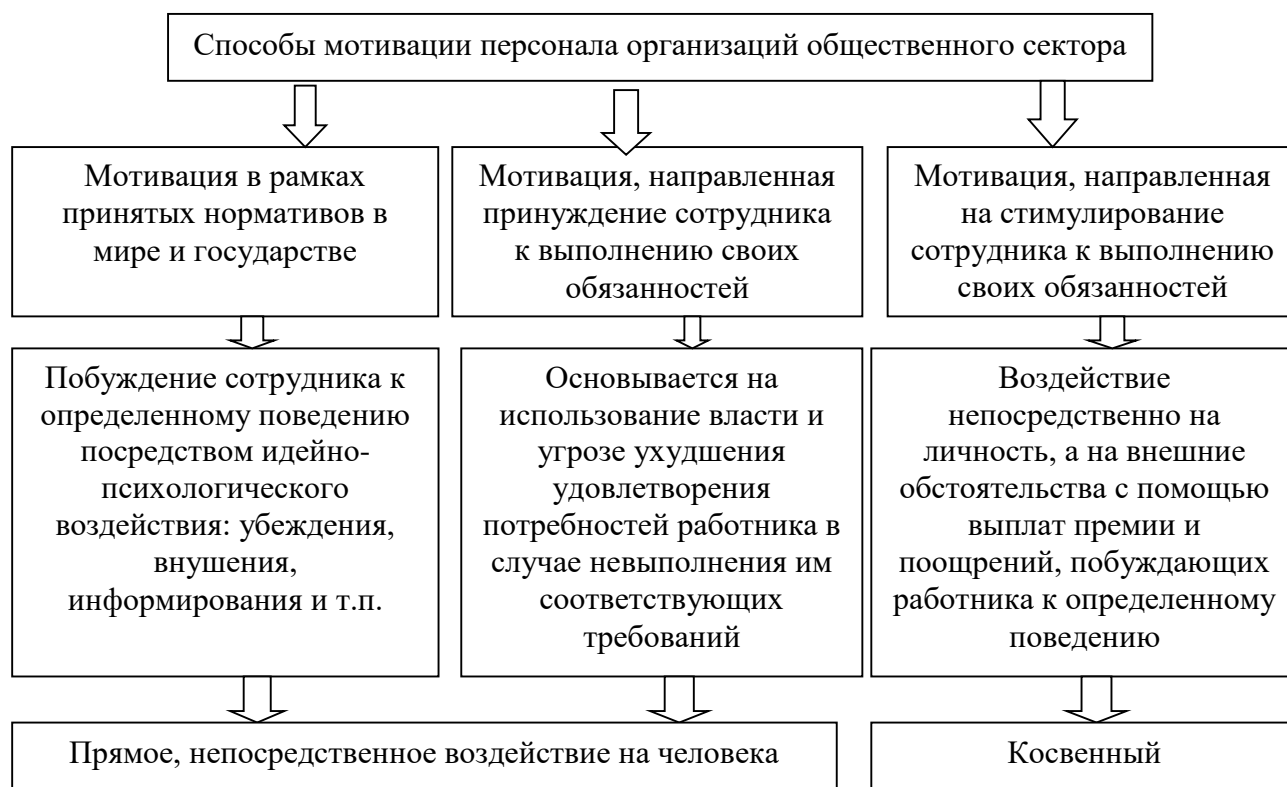 Способы мотивации персонала организаций общественного сектора
Мотивация в рамках
принятых нормативов в
мире и государстве
Мотивация, направленная
принуждение сотрудника
к выполнению своих
обязанностей
Мотивация, направленная
на стимулирование
сотрудника к выполнению
своих обязанностей
Побуждение сотрудника к
определенному поведению
посредством идейно-
психологического
воздействия: убеждения,
внушения,
информирования и т.п.
Основывается на
использование власти и
угрозе ухудшения
удовлетворения
потребностей работника в
случае невыполнения им
соответствующих
требований
Воздействие
непосредственно на
личность, а на внешние
обстоятельства с помощью
выплат премии и
поощрений, побуждающих
работника к определенному
поведению
Прямое, непосредственное воздействие на человека
Косвенный